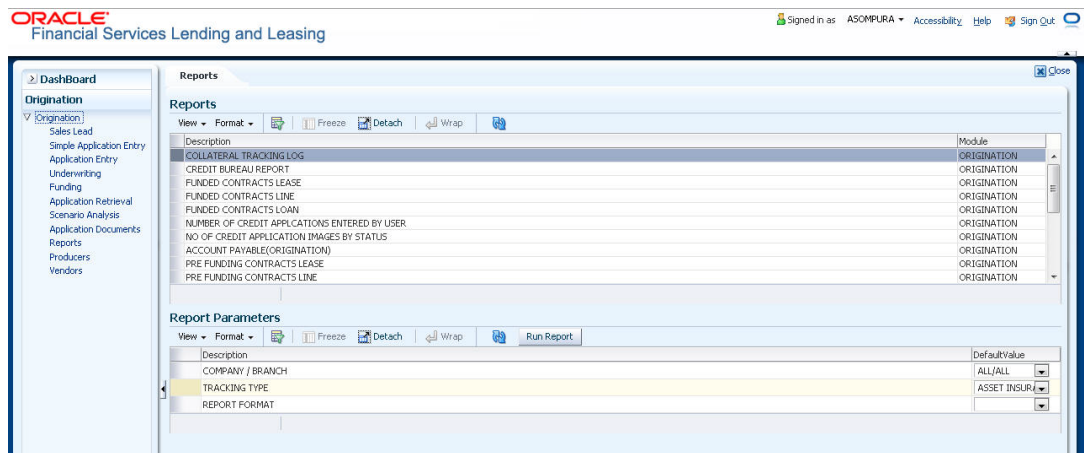 ORACLE
Financial Services Lending and Leasing
Signed in as ASOMPURA Accessibility Help Sign Out
DashBoard
Origination
Origination
Sales Lead
Simple Application Entry
Application Entry
Underwriting
Funding
Application Retrieval
Scenario Analysis
Application Documents
Reports
Producers
Vendors
Reports
Close
Reports
View Format Freeze Detach Wrap
Description Module
COLLATERAL TRACKING LOG ORIGINATION
CREDIT BUREAU REPORT ORIGINATION
FUNDED CONTRACTS LEASE ORIGINATION
FUNDED CONTRACTS LINE ORIGINATION
FUNDED CONTRACTS LOAN ORIGINATION
NUMBER OF CREDIT APPLCATIONS ENTERED BY USER ORIGINATION
NO OF CREDIT APPLICATION IMAGES BY STATUS ORIGINATION
ACCOUNT PAYABLE(ORIGINATION) ORIGINATION
PRE FUNDING CONTRACTS LEASE ORIGINATION
PRE FUNDING CONTRACTS LINE ORIGINATION
Report Parameters
View Format Freeze Detach Wrap Run Report
Description DefaultValue
COMPANY / BRANCH ALL/ALL
TRACKING TYPE ASSET INSURA
REPORT FORMAT